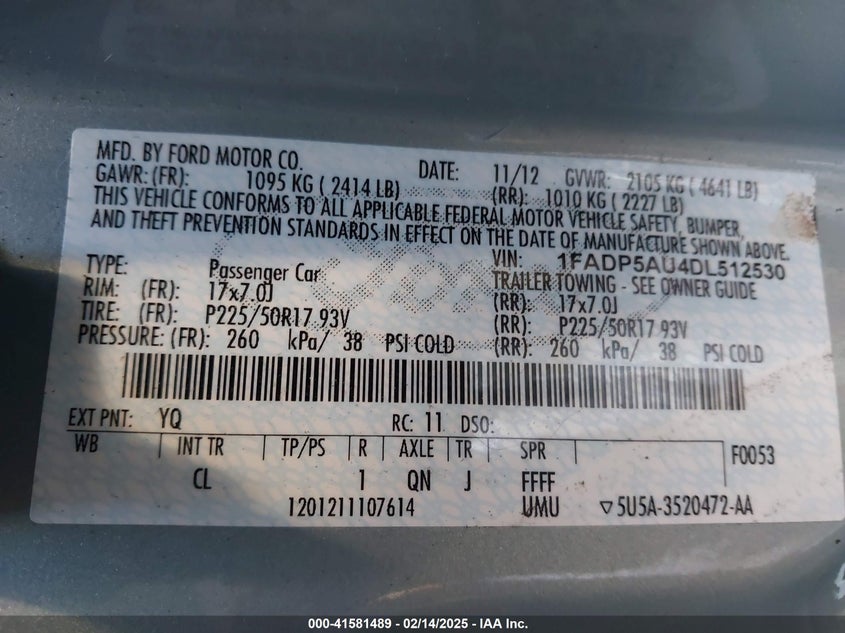 MFD. BY FORD MOTOR CO. DATE: 11/12 GVWR: 2105 KG ( 4641 LB)
GAWR: (FR): 1095 KG ( 2414 LB) (RR): 1010 KG ( 2227 LB)
THIS VEHICLE CONFORMS TO ALL APPLICABLE FEDERAL MOTOR VEHICLE SAFETY, BUMPER,
AND THEFT PREVENTION STANDARDS IN EFFECT ON THE DATE OF MANUFACTURE SHOWN ABOVE.
VIN: 1FADP5AU4DL512530
TYPE: Passenger Car TRAILER TOWING - SEE OWNER GUIDE
RIM: (FR): 17x7.0J (RR): 17x7.0J
TIRE: (FR): P225/50R17 93V (RR): P225/50R17 93V
PRESSURE: (FR): 260 kPa/ 38 PSI COLD (RR): 260 kPa/ 38 PSI COLD
EXT PNT: YQ RC: 11 DSO:
WB INT TR TP/PS R AXLE TR SPR F0053
CL 1 QN J FFFF
1201211107614 UMU ▽5U5A-3520472-AA
000-41581489 - 02/14/2025 - IAA Inc.